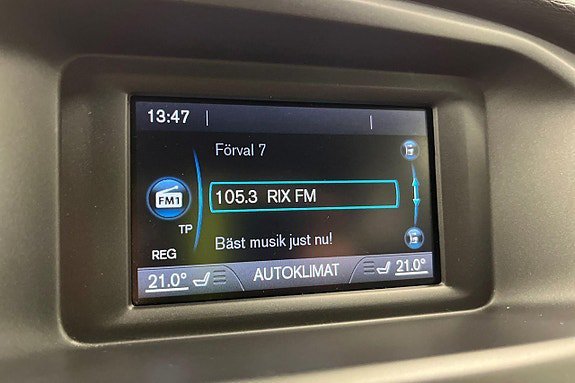 13:47
Förval 7
FM1
105.3 RIX FM
TP
REG
Bäst musik just nu!
21.0° AUTOKLIMAT 21.0°